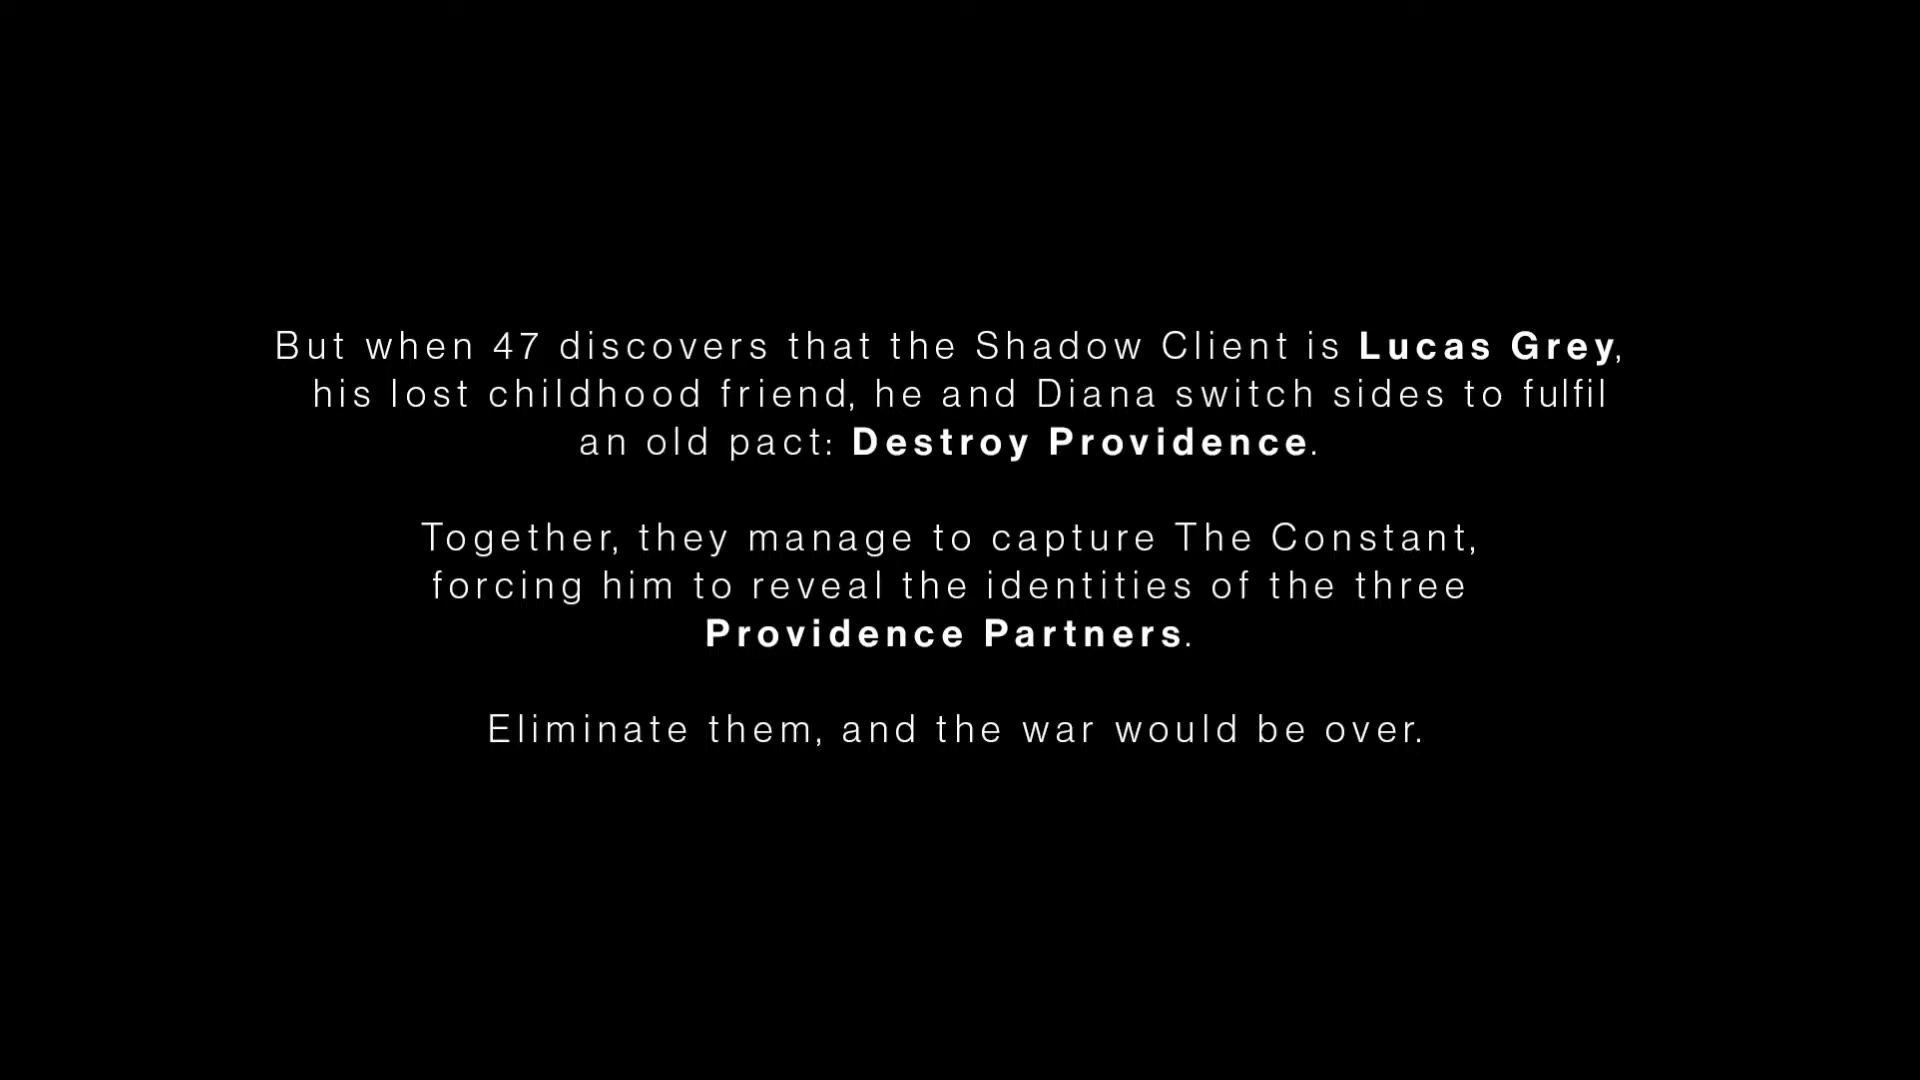 But when 47 discovers that the Shadow Client is Lucas Grey,
his lost childhood friend, he and Diana switch sides to fulfil
an old pact: Destroy Providence.
Together, they manage to capture The Constant,
forcing him to reveal the identities of the three
Providence Partners.
Eliminate them, and the war would be over.